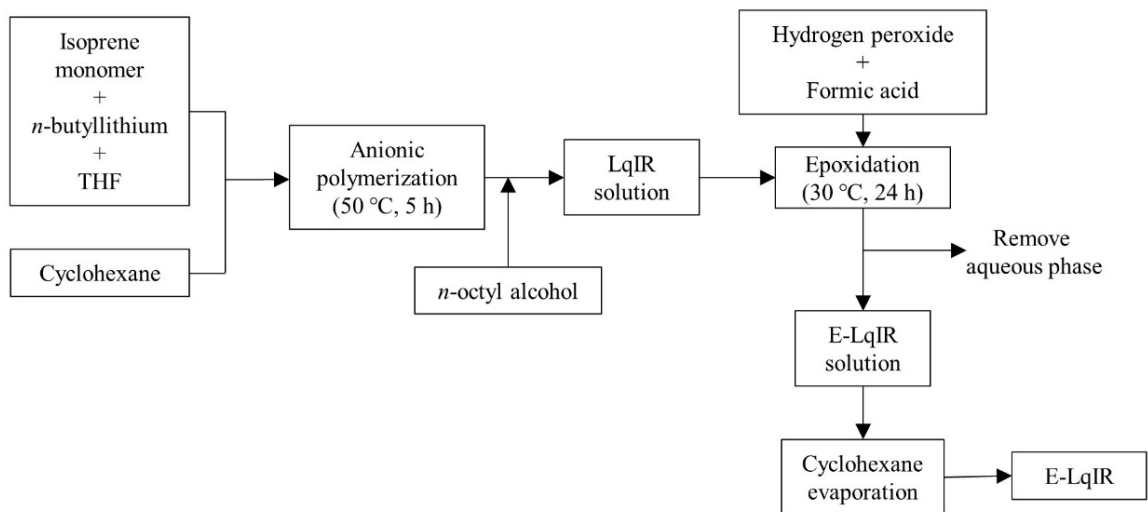 Isoprene
monomer
+
n-butyllithium
+
THF
Cyclohexane
Anionic
polymerization
(50 °C, 5 h)
n-octyl alcohol
LqIR
solution
Hydrogen peroxide
+
Formic acid
Epoxidation
(30 °C, 24 h)
Remove
aqueous phase
E-LqIR
solution
Cyclohexane
evaporation
E-LqIR